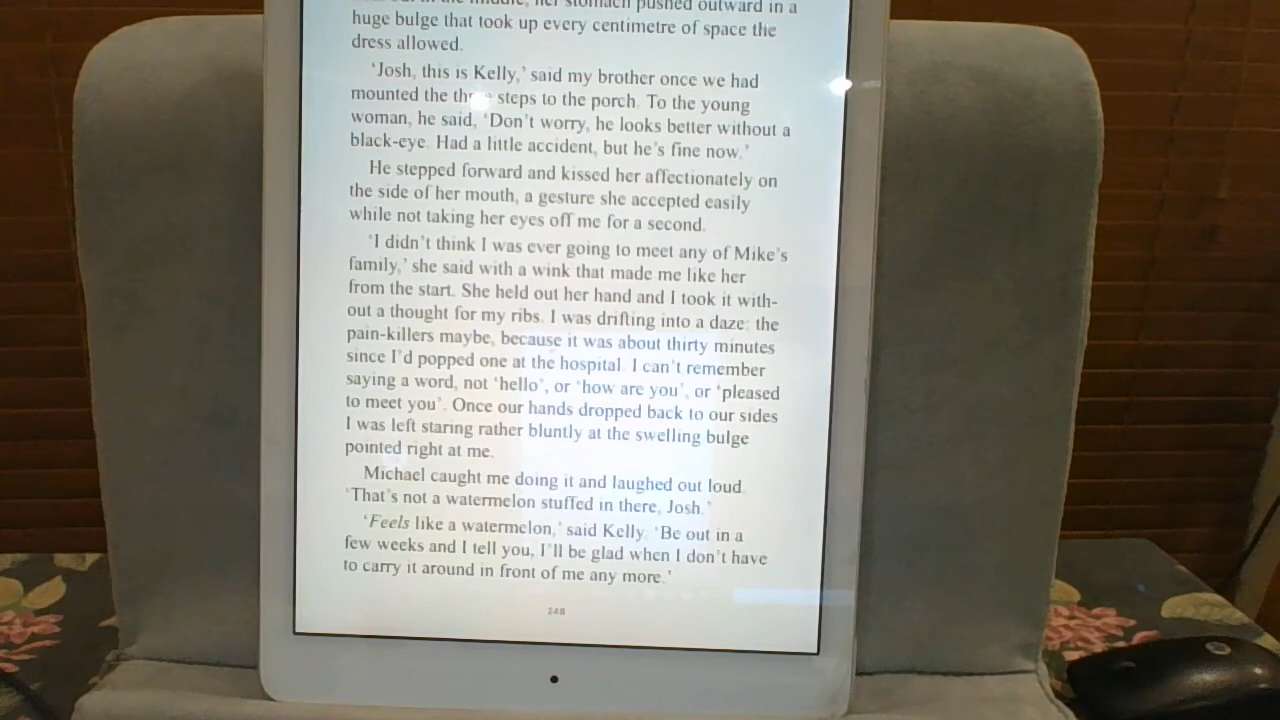 the middle, her stomach pushed outward in a
huge bulge that took up every centimetre of space the
dress allowed.
‘Josh, this is Kelly,’ said my brother once we had
mounted the three steps to the porch. To the young
woman, he said, ‘Don’t worry, he looks better without a
black-eye. Had a little accident, but he’s fine now.’
He stepped forward and kissed her affectionately on
the side of her mouth, a gesture she accepted easily
while not taking her eyes off me for a second.
‘I didn’t think I was ever going to meet any of Mike’s
family,’ she said with a wink that made me like her
from the start. She held out her hand and I took it with-
out a thought for my ribs. I was drifting into a daze: the
pain-killers maybe, because it was about thirty minutes
since I’d popped one at the hospital. I can’t remember
saying a word, not ‘hello’, or ‘how are you’, or ‘pleased
to meet you’. Once our hands dropped back to our sides
I was left staring rather bluntly at the swelling bulge
pointed right at me.
Michael caught me doing it and laughed out loud.
‘That’s not a watermelon stuffed in there, Josh.’
‘Feels like a watermelon,’ said Kelly. ‘Be out in a
few weeks and I tell you, I’ll be glad when I don’t have
to carry it around in front of me any more.’
248